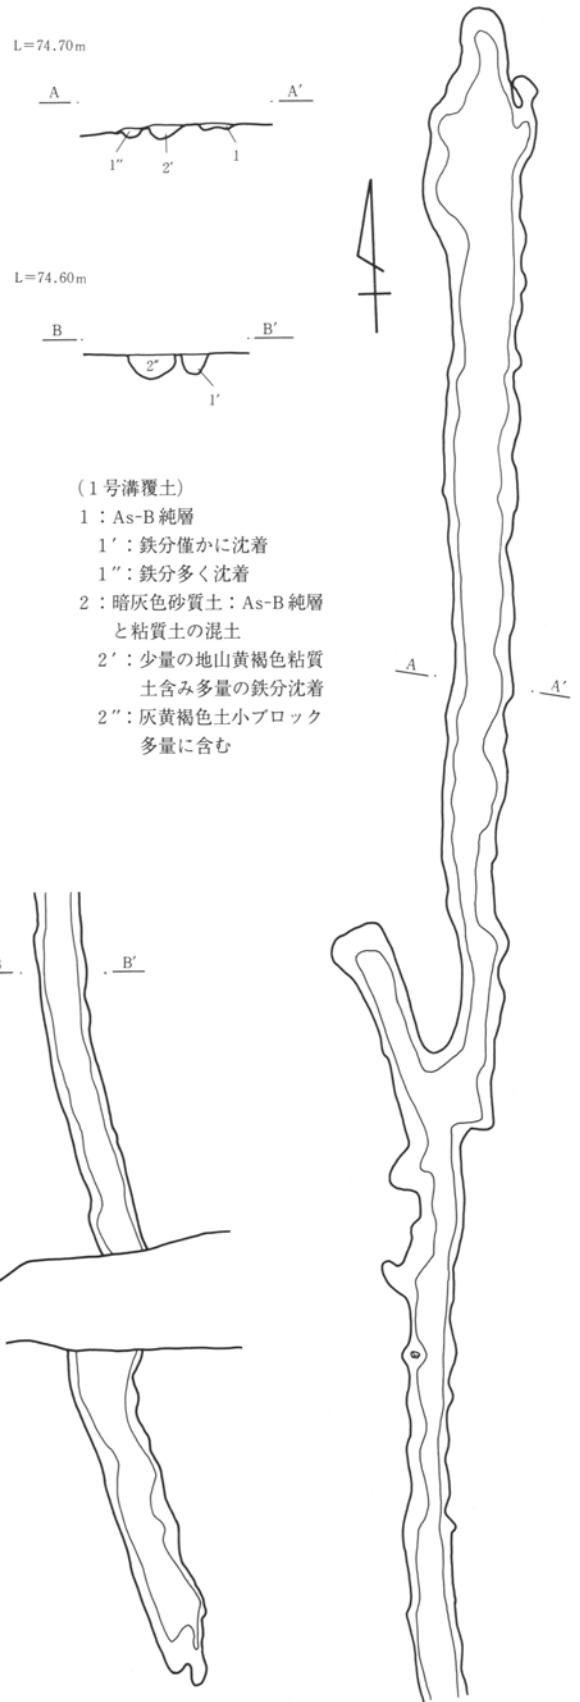 L=74.70m
A A′
1″ 2′ 1
L=74.60m
B B′
2″ 1′
(1号溝覆土)
1：As-B純層
1′：鉄分僅かに沈着
1″：鉄分多く沈着
2：暗灰色砂質土：As-B純層
と粘質土の混土
2′：少量の地山黄褐色粘質
土含み多量の鉄分沈着
2″：灰黄褐色土小ブロック
多量に含む
A A′
B′